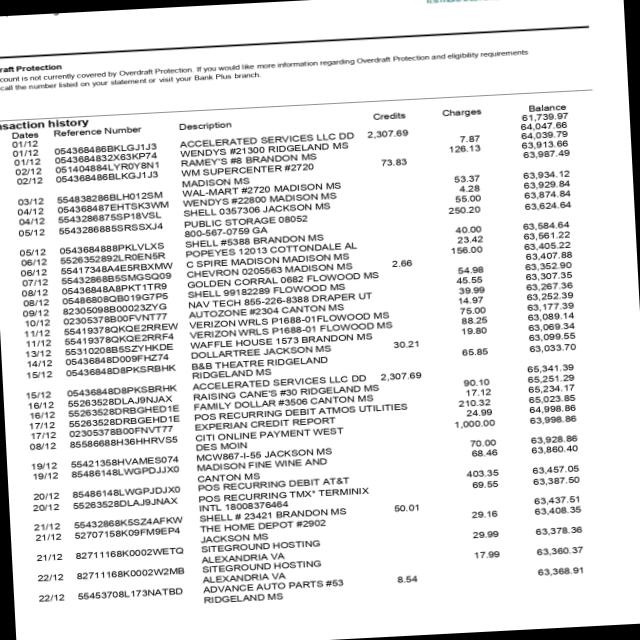 raft Protection
count is not currently covered by Overdraft Protection. If you would like more information regarding Overdraft Protection and eligibility requirements
call the number listed on your statement or visit your Bank Plus branch.
nsaction history
Dates Reference Number Description Credits Charges Balance
01/12 61,739.97
01/12 054368486BKLGJ1J3 ACCELERATED SERVICES LLC DD 2,307.69 64,047.66
01/12 0543684832X63KP74 WENDYS #21300 RIDGELAND MS 7.87 64,039.79
02/12 051404884LYR0Y8N1 RAMEY'S #8 BRANDON MS 126.13 63,913.66
02/12 054368486BLKGJ1J3 WM SUPERCENTER #2720 73.83 63,987.49
MADISON MS
03/12 554838286BLH012SM WAL-MART #2720 MADISON MS 53.37 63,934.12
04/12 05436487EHTSK3WM WENDYS #22800 MADISON MS 4.28 63,929.84
04/12 5543286875SP18VSL SHELL 0357306 JACKSON MS 55.00 63,874.84
05/12 5543286885SRSSXJ4 PUBLIC STORAGE 08052 250.20 63,624.64
800-567-0759 GA
05/12 0543684888PKLVLXS SHELL #5388 BRANDON MS 40.00 63,584.64
06/12 5526352892LR0EN5R POPEYES 12013 COTTONDALE AL 23.42 63,561.22
06/12 55417348A4E5RBXMW C SPIRE MADISON MADISON MS 156.00 63,405.22
07/12 55432868B5SMGSQ09 CHEVRON 0205563 MADISON MS 2.66 63,407.88
08/12 05436848A8PKT1TR9 GOLDEN CORRAL 0682 FLOWOOD MS 54.98 63,352.90
08/12 05486808QB019G7P5 SHELL 99182289 FLOWOOD MS 45.55 63,307.35
09/12 82305098B00023ZYG NAV TECH 855-226-8388 DRAPER UT 39.99 63,267.36
10/12 02305378B00FVNT77 AUTOZONE #2304 CANTON MS 14.97 63,252.39
11/12 55419378QKQE2RREW VERIZON WRLS P1688-01FLOWOOD MS 75.00 63,177.39
11/12 55419378QKQE2RRF4 VERIZON WRLS P1688-01 FLOWOOD MS 88.25 63,089.14
13/12 55310208B5SZYHKDE WAFFLE HOUSE 1573 BRANDON MS 19.80 63,069.34
14/12 05436848D009FHZ74 DOLLARTREE JACKSON MS 30.21 63,099.55
15/12 05436848D8PKSRBHK B&B THEATRE RIDGELAND 65.85 63,033.70
RIDGELAND MS
15/12 05436848D8PKSBRHK ACCELERATED SERVICES LLC DD 2,307.69 65,341.39
16/12 55263528DLAJ9NJAX RAISING CANE'S #30 RIDGELAND MS 90.10 65,251.29
16/12 55263528DRBGHED1E FAMILY DOLLAR #3506 CANTON MS 17.12 65,234.17
17/12 55263528DRBGEHD1E POS RECURRING DEBIT ATMOS UTILITIES 210.32 65,023.85
17/12 02305378B00FNVT77 EXPERIAN CREDIT REPORT 24.99 64,998.86
08/12 85586688H36HHRVS5 CITI ONLINE PAYMENT WEST 1,000.00 63,998.86
DES MOIN
19/12 55421358HVAMES074 MCW867-I-55 JACKSON MS 70.00 63,928.86
19/12 85486148LWGPDJJX0 MADISON FINE WINE AND 68.46 63,860.40
CANTON MS
20/12 85486148LWGPJDJX0 POS RECURRING DEBIT AT&T 403.35 63,457.05
20/12 55263528DLAJ9JNAX POS RECURRING TMX* TERMINIX 69.55 63,387.50
INTL 18008376464
21/12 55432868K5SZ4AFKW SHELL # 23421 BRANDON MS 50.01 63,437.51
21/12 52707158K09FM9EP4 THE HOME DEPOT #2902 29.16 63,408.35
JACKSON MS
21/12 82711168K0002WETQ SITEGROUND HOSTING 29.99 63,378.36
ALEXANDRIA VA
22/12 82711168K0002W2MB SITEGROUND HOSTING 17.99 63,360.37
ALEXANDRIA VA
22/12 55453708L173NATBD ADVANCE AUTO PARTS #53 8.54 63,368.91
RIDGELAND MS